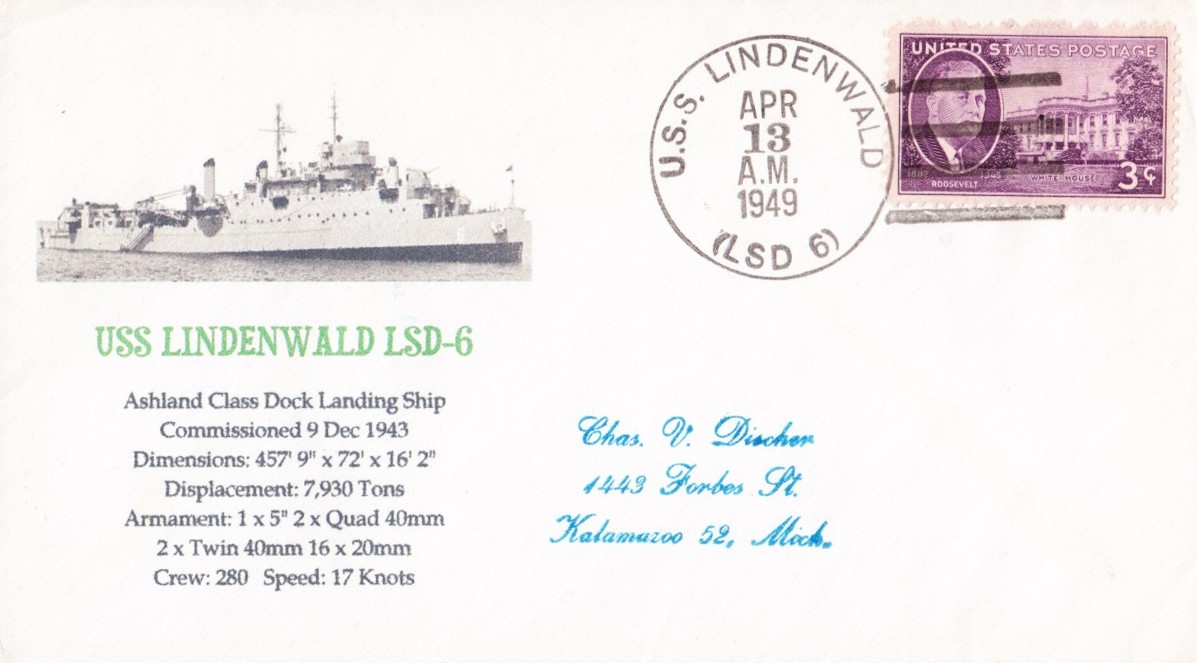 U.S.S. LINDENWALD
APR
13
A.M.
1949
(LSD 6)
UNITED STATES POSTAGE
1882 1945
ROOSEVELT
WHITE HOUSE
3¢
USS LINDENWALD LSD-6
Ashland Class Dock Landing Ship
Commissioned 9 Dec 1943
Dimensions: 457' 9" x 72' x 16' 2"
Displacement: 7,930 Tons
Armament: 1 x 5" 2 x Quad 40mm
2 x Twin 40mm 16 x 20mm
Crew: 280 Speed: 17 Knots
Chas. V. Discher
1443 Forbes St.
Kalamazoo 52, Mich.